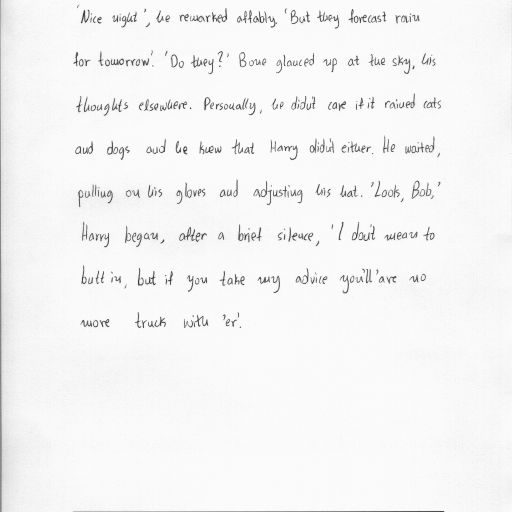 'Nice night', he remarked affably. 'But they forecast rain
for tomorrow.' 'Do they?' Bone glanced up at the sky, his
thoughts elsewhere. Personally, he didn't care if it rained cats
and dogs and he knew that Harry didn't either. He waited,
pulling on his gloves and adjusting his hat. 'Look, Bob,'
Harry began, after a brief silence, 'I don't mean to
butt in, but if you take my advice you'll 'are no
more truck with 'er'.